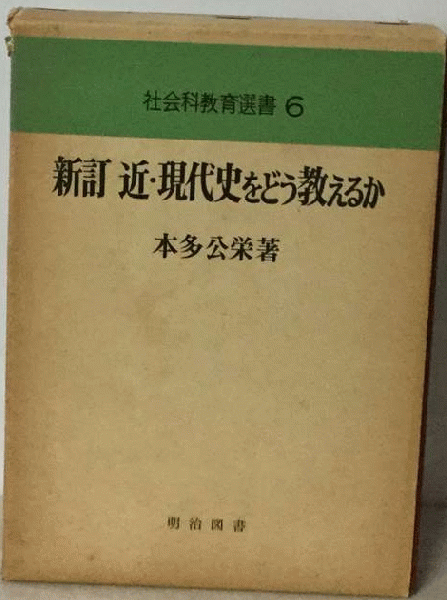 社会科教育選書 6
新訂 近・現代史をどう教えるか
本多公栄著
明治図書